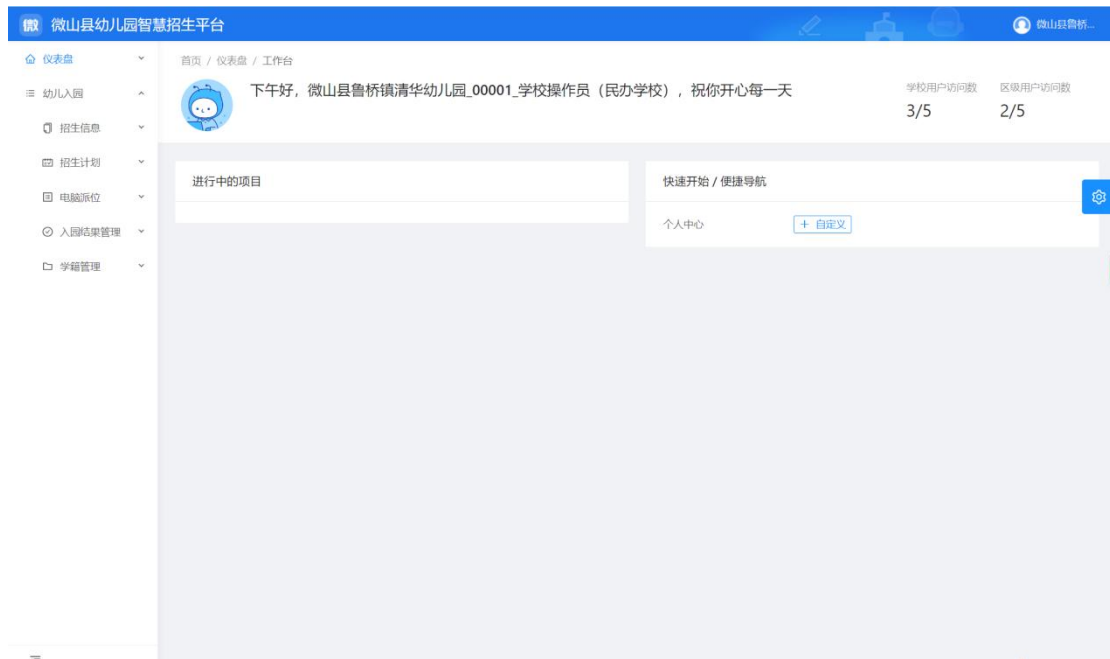 微 微山县幼儿园智慧招生平台
微山县鲁桥...
仪表盘
首页 / 仪表盘 / 工作台
幼儿入园
下午好，微山县鲁桥镇清华幼儿园_00001_学校操作员（民办学校），祝你开心每一天
学校用户访问数 区级用户访问数
3/5 2/5
招生信息
招生计划
电脑派位
入园结果管理
学籍管理
进行中的项目
快速开始 / 便捷导航
个人中心 + 自定义